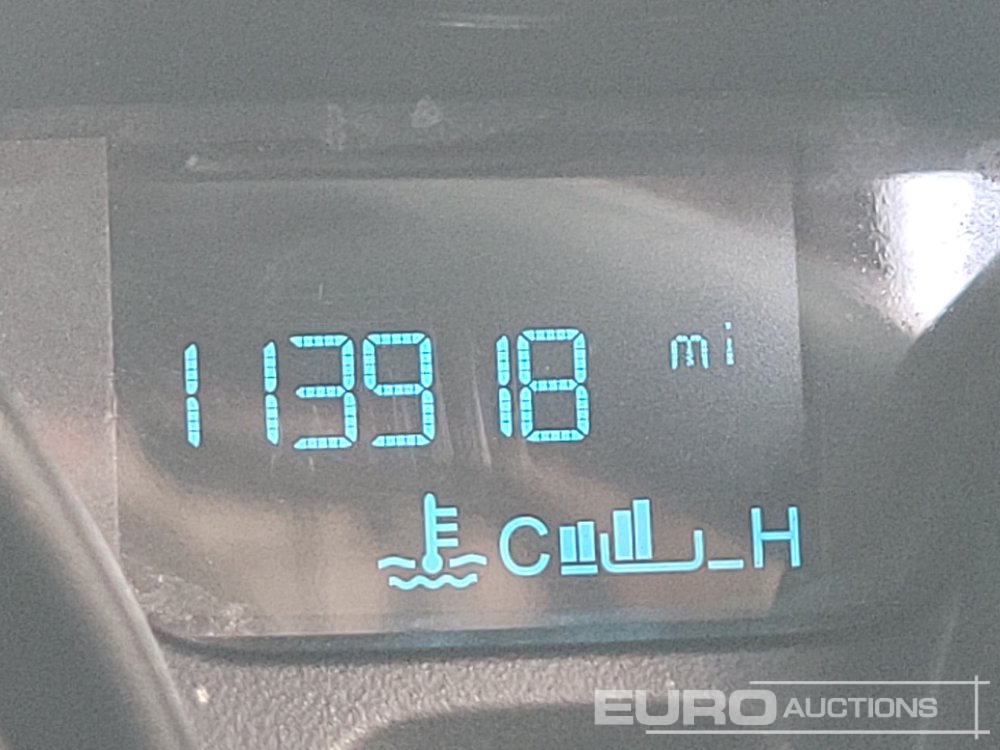 113918 mi
C H
EURO AUCTIONS